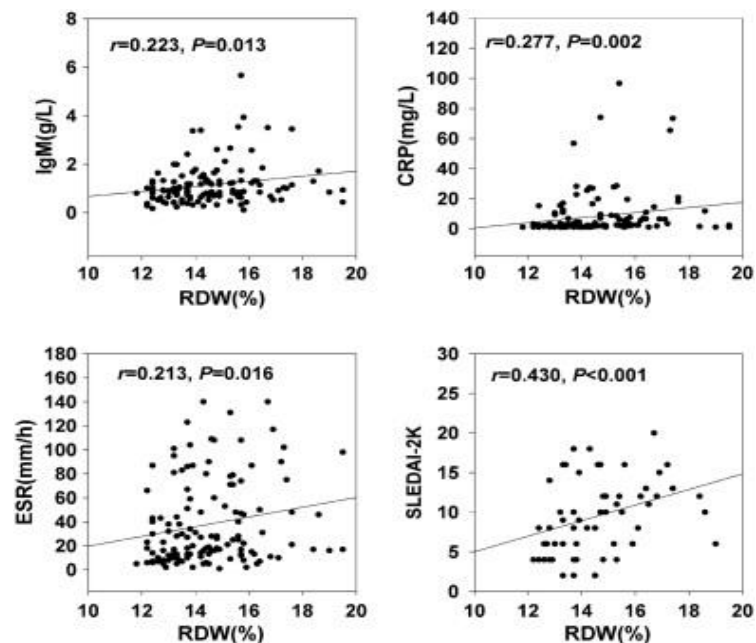 r=0.223, P=0.013
IgM(g/L)
8
6
4
2
0
10 12 14 16 18 20
RDW(%)
r=0.277, P=0.002
CRP(mg/L)
140
120
100
80
60
40
20
0
10 12 14 16 18 20
RDW(%)
r=0.213, P=0.016
ESR(mm/h)
180
160
140
120
100
80
60
40
20
0
10 12 14 16 18 20
RDW(%)
r=0.430, P<0.001
SLEDAI-2K
30
25
20
15
10
5
0
10 12 14 16 18 20
RDW(%)